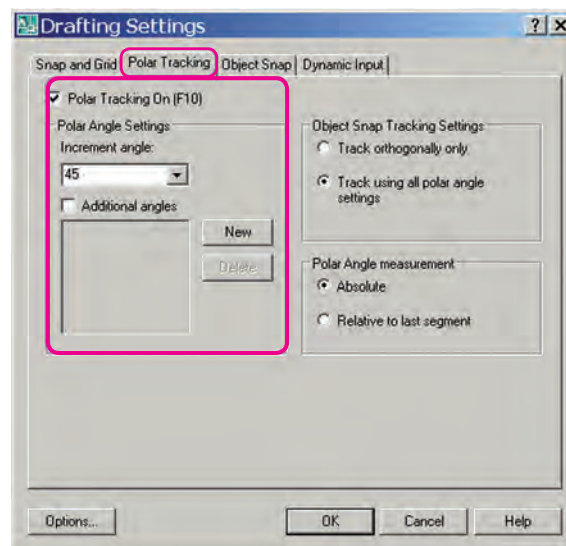 Drafting Settings
? X
Snap and Grid Polar Tracking Object Snap Dynamic Input
Polar Tracking On (F10)
Polar Angle Settings
Increment angle:
45
Additional angles
New
Delete
Object Snap Tracking Settings
Track orthogonally only
Track using all polar angle
settings
Polar Angle measurement
Absolute
Relative to last segment
Options... OK Cancel Help